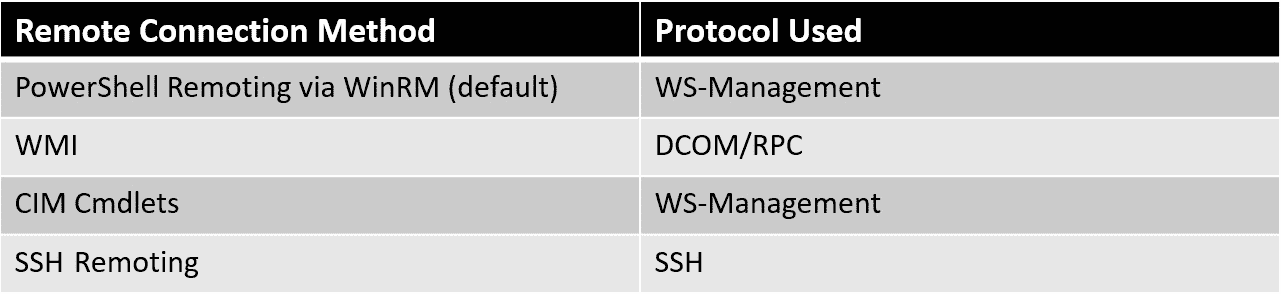 Remote Connection Method Protocol Used
PowerShell Remoting via WinRM (default) WS-Management
WMI DCOM/RPC
CIM Cmdlets WS-Management
SSH Remoting SSH